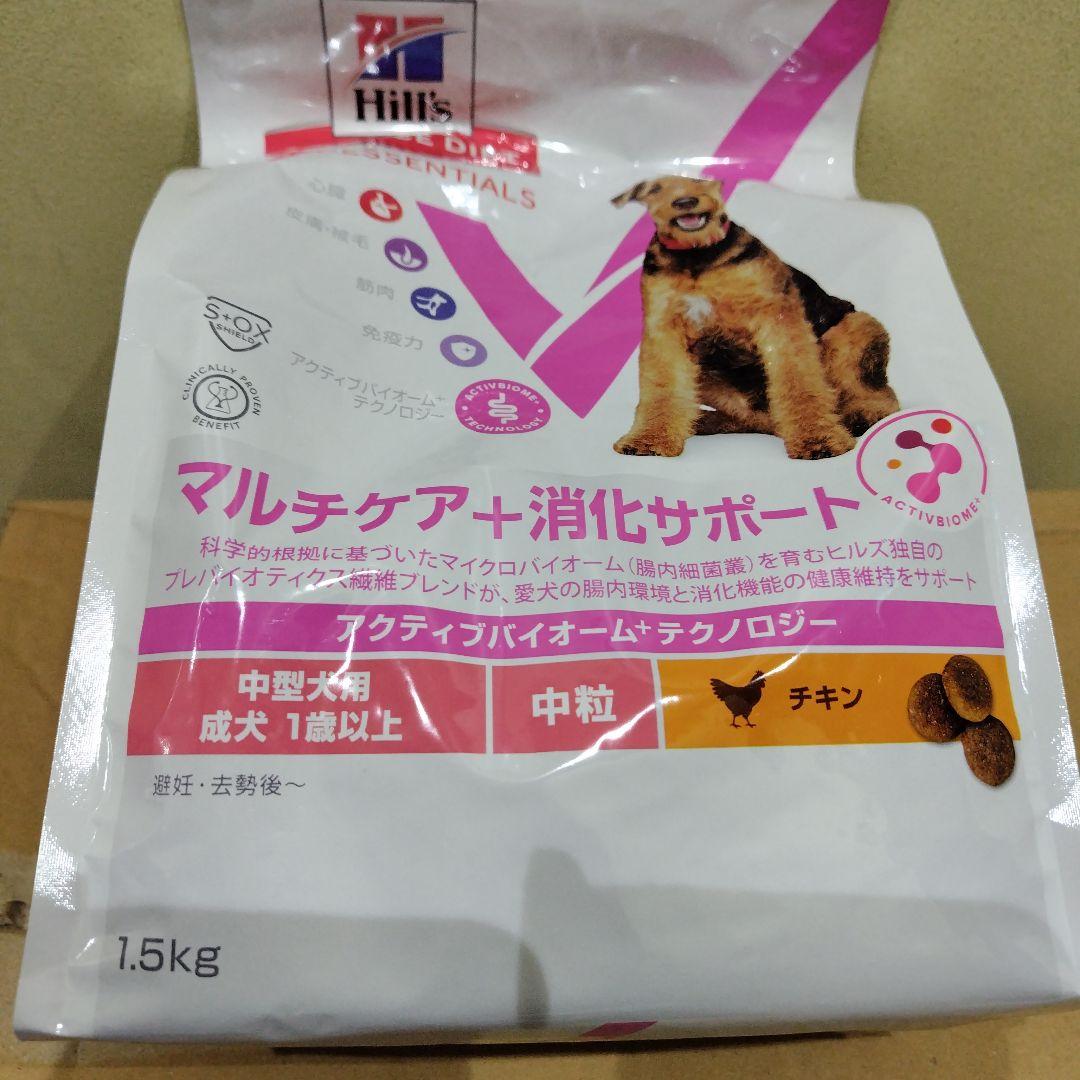 Hill's
ESSENTIALS
心臓
皮膚・被毛
筋肉
免疫力
S+OX
SHIELD
CLINICALLY PROVEN
BENEFIT
アクティブバイオーム+
テクノロジー
ACTIVBIOME+
TECHNOLOGY
ACTIVBIOME+
マルチケア+消化サポート
科学的根拠に基づいたマイクロバイオーム(腸内細菌叢)を育むヒルズ独自の
プレバイオティクス繊維ブレンドが、愛犬の腸内環境と消化機能の健康維持をサポート
アクティブバイオーム+テクノロジー
中型犬用
成犬 1歳以上
中粒
チキン
避妊・去勢後~
1.5kg